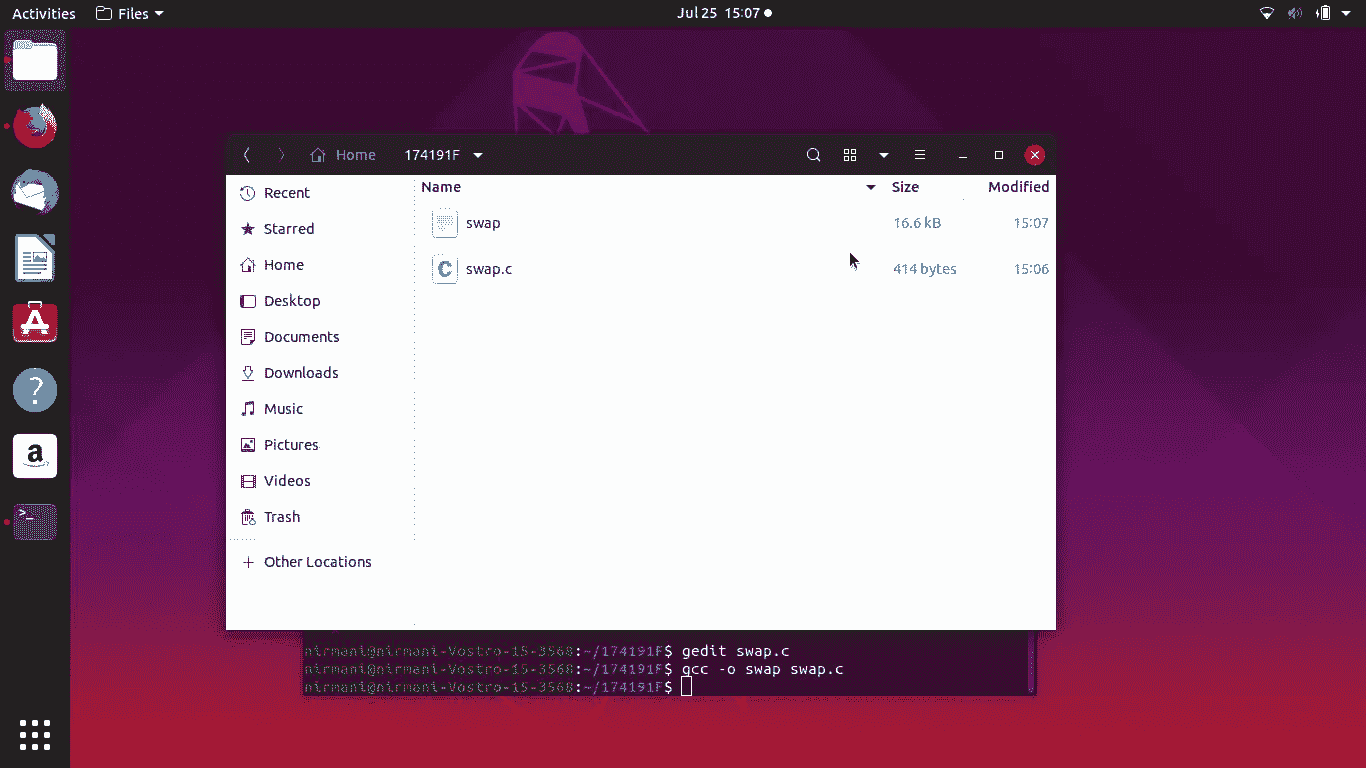 Activities Files Jul 25 15:07
Home 174191F
Name Size Modified
Recent
swap 16.6 kB 15:07
Starred
Home
swap.c 414 bytes 15:06
C
Desktop
Documents
Downloads
Music
?
Pictures
a
Videos
Trash
>_
Other Locations
nirmani@nirmani-Vostro-15-3568:~/174191F$ gedit swap.c
nirmani@nirmani-Vostro-15-3568:~/174191F$ gcc -o swap swap.c
nirmani@nirmani-Vostro-15-3568:~/174191F$